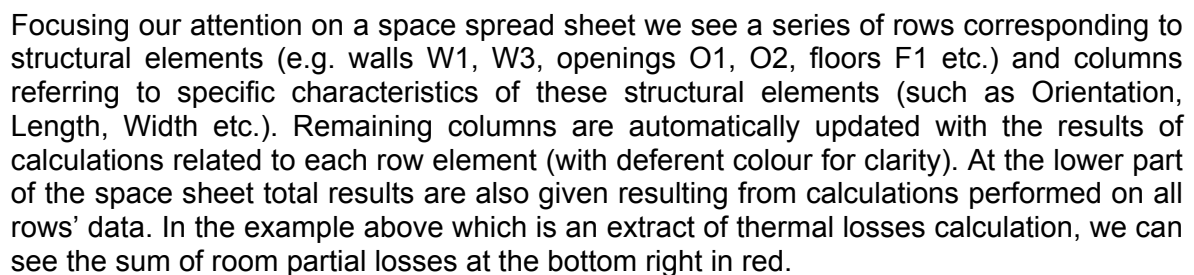 Focusing our attention on a space spread sheet we see a series of rows corresponding to
structural elements (e.g. walls W1, W3, openings O1, O2, floors F1 etc.) and columns
referring to specific characteristics of these structural elements (such as Orientation,
Length, Width etc.). Remaining columns are automatically updated with the results of
calculations related to each row element (with deferent colour for clarity). At the lower part
of the space sheet total results are also given resulting from calculations performed on all
rows’ data. In the example above which is an extract of thermal losses calculation, we can
see the sum of room partial losses at the bottom right in red.